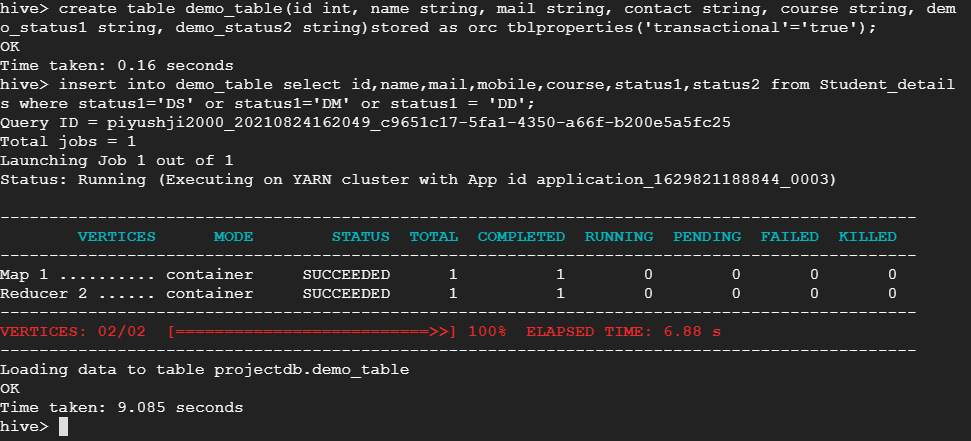 hive> create table demo_table(id int, name string, mail string, contact string, course string, dem
o_status1 string, demo_status2 string)stored as orc tblproperties('transactional'='true');
OK
Time taken: 0.16 seconds
hive> insert into demo_table select id,name,mail,mobile,course,status1,status2 from Student_detail
s where status1='DS' or status1='DM' or status1 = 'DD';
Query ID = piyushji2000_20210824162049_c9651c17-5fa1-4350-a66f-b200e5a5fc25
Total jobs = 1
Launching Job 1 out of 1
Status: Running (Executing on YARN cluster with App id application_1629821188844_0003)
----------------------------------------------------------------------------------------------
        VERTICES      MODE        STATUS  TOTAL  COMPLETED  RUNNING  PENDING  FAILED  KILLED
----------------------------------------------------------------------------------------------
Map 1 .......... container     SUCCEEDED      1          1        0        0       0       0
Reducer 2 ...... container     SUCCEEDED      1          1        0        0       0       0
----------------------------------------------------------------------------------------------
VERTICES: 02/02  [==========================>>] 100%  ELAPSED TIME: 6.88 s
----------------------------------------------------------------------------------------------
Loading data to table projectdb.demo_table
OK
Time taken: 9.085 seconds
hive>